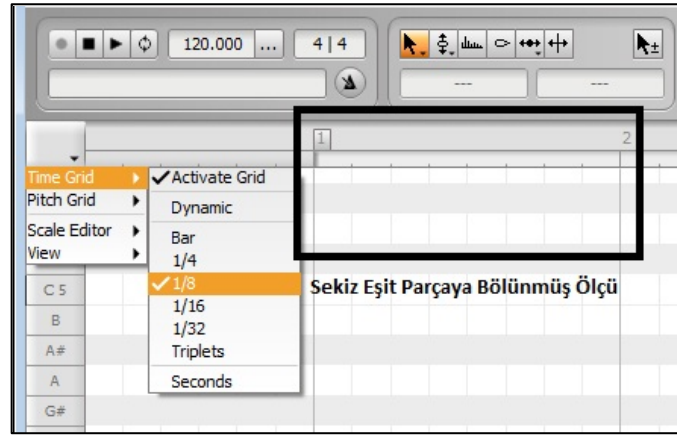 120.000 ... 4 | 4
--- ---
1 2
Time Grid
Pitch Grid
Scale Editor
View
Activate Grid
Dynamic
Bar
1/4
1/8
1/16
1/32
Triplets
Seconds
Sekiz Eşit Parçaya Bölünmüş Ölçü
C 5
B
A#
A
G#